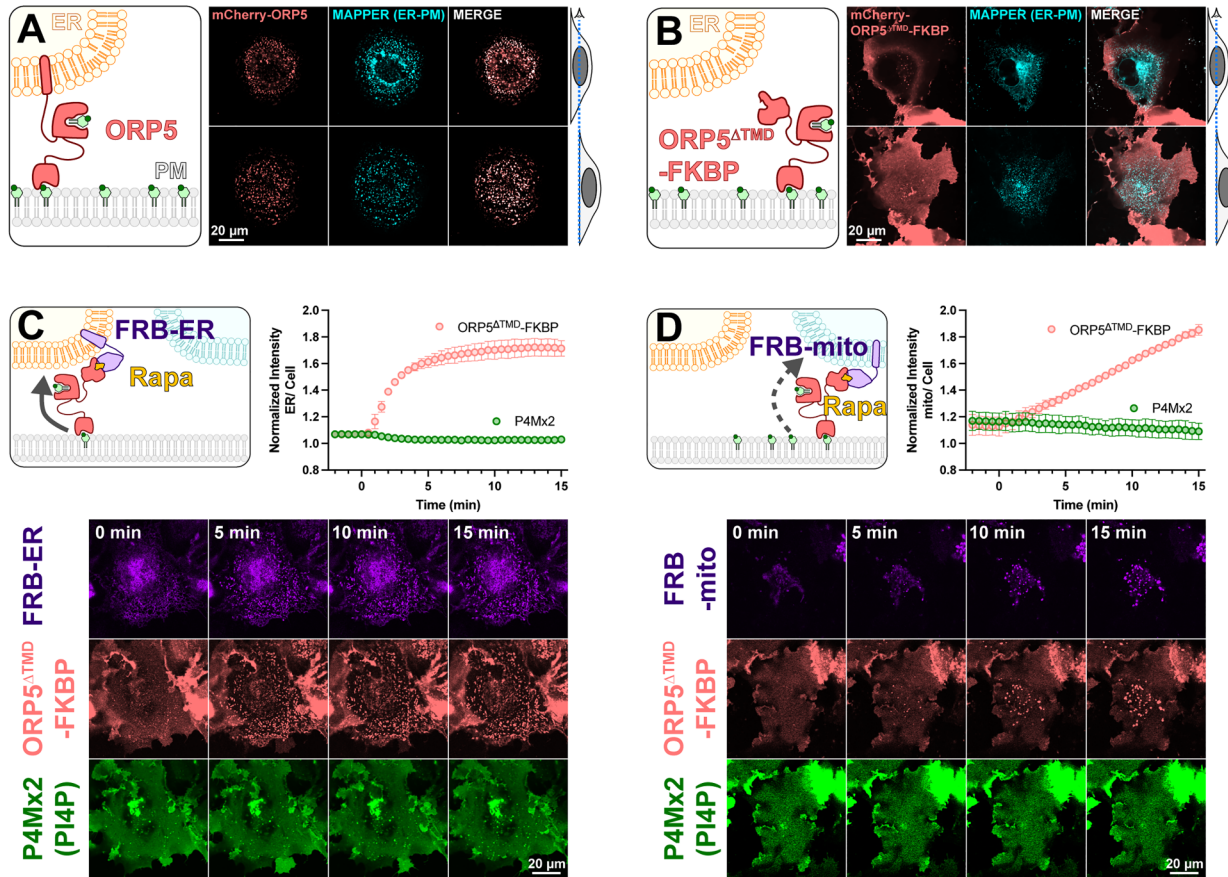 A
ER
ORP5
PM
mCherry-ORP5
MAPPER (ER-PM)
MERGE
20 µm
B
ER
ORP5ΔTMD
-FKBP
mCherry-
ORP5ΔTMD-FKBP
MAPPER (ER-PM)
MERGE
20 µm
C
FRB-ER
Rapa
Normalized Intensity
ER/ Cell
2.0
1.8
1.6
1.4
1.2
1.0
0.8
ORP5ΔTMD-FKBP
P4Mx2
0
5
10
15
Time (min)
FRB-ER
ORP5ΔTMD
-FKBP
P4Mx2
(PI4P)
0 min
5 min
10 min
15 min
20 µm
D
FRB-mito
Rapa
Normalized Intensity
mito/ Cell
2.0
1.8
1.6
1.4
1.2
1.0
0.8
ORP5ΔTMD-FKBP
P4Mx2
0
5
10
15
Time (min)
FRB
-mito
ORP5ΔTMD
-FKBP
P4Mx2
(PI4P)
0 min
5 min
10 min
15 min
20 µm